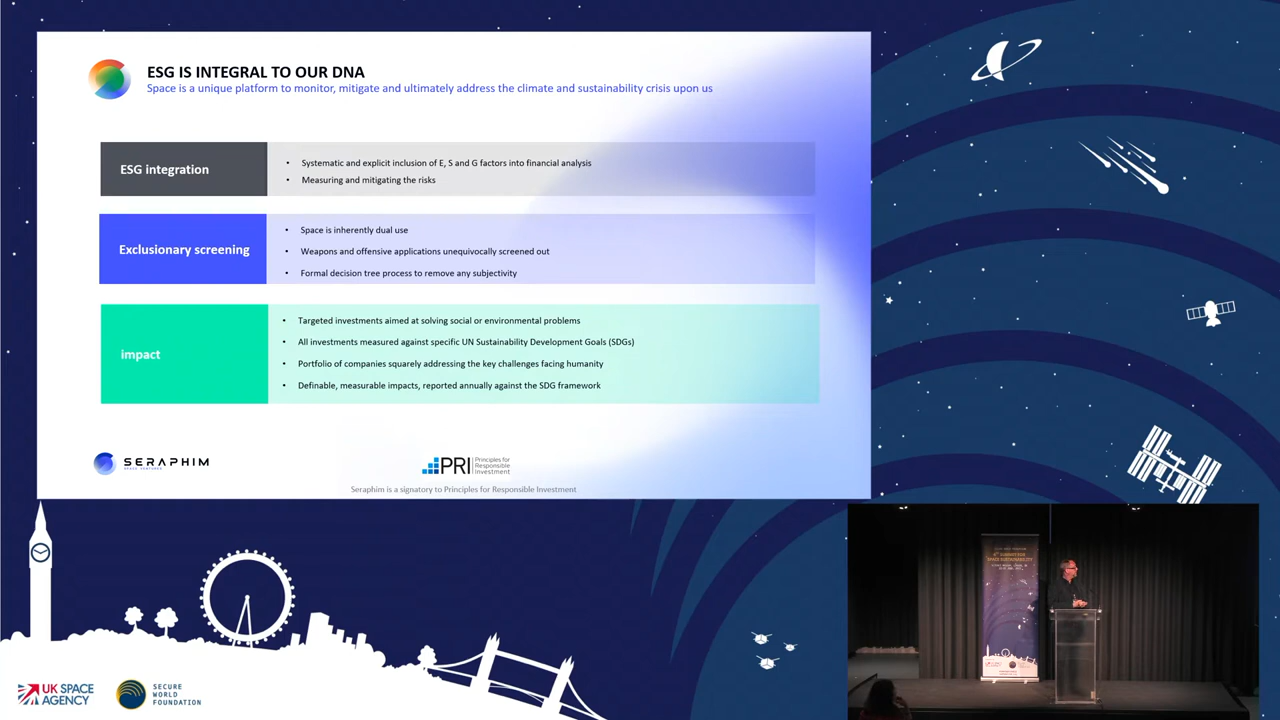 ESG IS INTEGRAL TO OUR DNA
Space is a unique platform to monitor, mitigate and ultimately address the climate and sustainability crisis upon us
ESG integration
• Systematic and explicit inclusion of E, S and G factors into financial analysis
• Measuring and mitigating the risks
Exclusionary screening
• Space is inherently dual use
• Weapons and offensive applications unequivocally screened out
• Formal decision tree process to remove any subjectivity
impact
• Targeted investments aimed at solving social or environmental problems
• All investments measured against specific UN Sustainability Development Goals (SDGs)
• Portfolio of companies squarely addressing the key challenges facing humanity
• Definable, measurable impacts, reported annually against the SDG framework
SERAPHIM
SPACE VENTURES
PRI Principles for
Responsible
Investment
Seraphim is a signatory to Principles for Responsible Investment
SPACE SUSTAINABILITY
UK SPACE
AGENCY
SECURE
WORLD
FOUNDATION